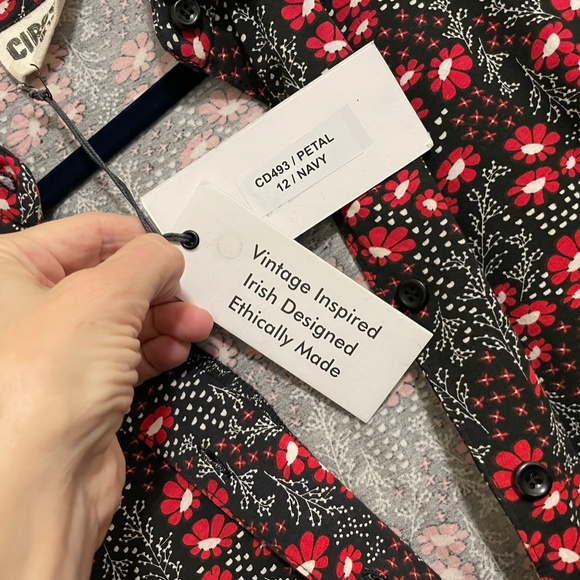 CD493 / PETAL
12 / NAVY
Vintage Inspired
Irish Designed
Ethically Made